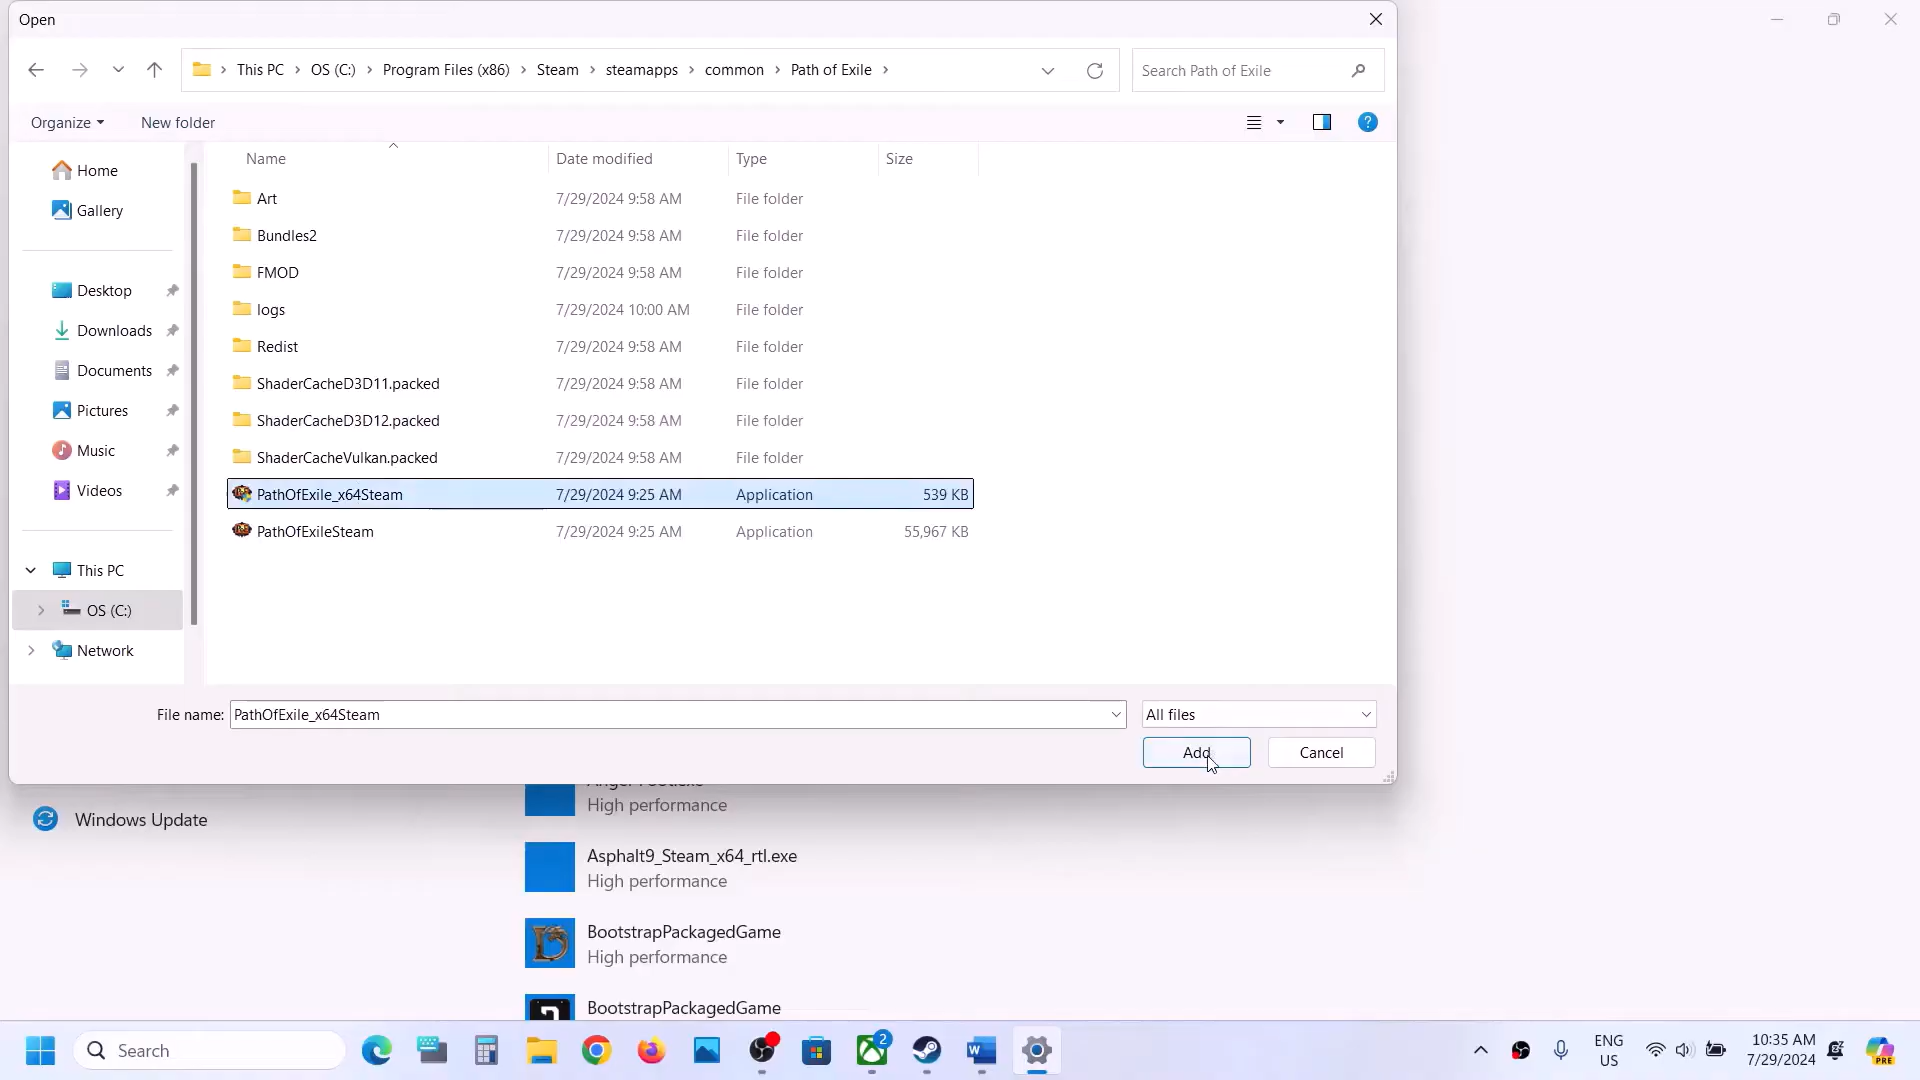 Open
This PC > OS (C:) > Program Files (x86) > Steam > steamapps > common > Path of Exile >
Search Path of Exile
Organize
New folder
?
Name
Date modified
Type
Size
Home
Gallery
Desktop
Downloads
Documents
Pictures
Music
Videos
This PC
OS (C:)
Network
Art 7/29/2024 9:58 AM File folder
Bundles2 7/29/2024 9:58 AM File folder
FMOD 7/29/2024 9:58 AM File folder
logs 7/29/2024 10:00 AM File folder
Redist 7/29/2024 9:58 AM File folder
ShaderCacheD3D11.packed 7/29/2024 9:58 AM File folder
ShaderCacheD3D12.packed 7/29/2024 9:58 AM File folder
ShaderCacheVulkan.packed 7/29/2024 9:58 AM File folder
PathOfExile_x64Steam 7/29/2024 9:25 AM Application 539 KB
PathOfExileSteam 7/29/2024 9:25 AM Application 55,967 KB
File name: PathOfExile_x64Steam
All files
Add
Cancel
Windows Update
High performance
Asphalt9_Steam_x64_rtl.exe
High performance
BootstrapPackagedGame
High performance
BootstrapPackagedGame
Search
2
ENG
US
10:35 AM
7/29/2024
PRE